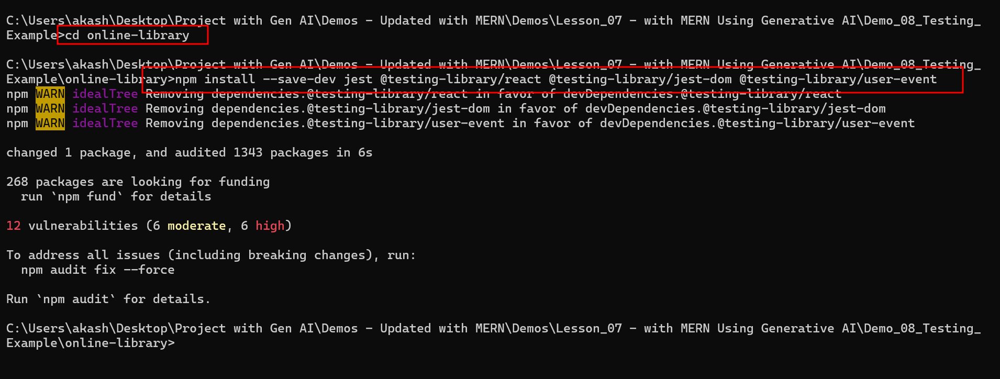 C:\Users\akash\Desktop\Project with Gen AI\Demos - Updated with MERN\Demos\Lesson_07 - with MERN Using Generative AI\Demo_08_Testing_
Example>cd online-library
C:\Users\akash\Desktop\Project with Gen AI\Demos - Updated with MERN\Demos\Lesson_07 - with MERN Using Generative AI\Demo_08_Testing_
Example\online-library>npm install --save-dev jest @testing-library/react @testing-library/jest-dom @testing-library/user-event
npm WARN idealTree Removing dependencies.@testing-library/react in favor of devDependencies.@testing-library/react
npm WARN idealTree Removing dependencies.@testing-library/jest-dom in favor of devDependencies.@testing-library/jest-dom
npm WARN idealTree Removing dependencies.@testing-library/user-event in favor of devDependencies.@testing-library/user-event
changed 1 package, and audited 1343 packages in 6s
268 packages are looking for funding
  run `npm fund` for details
12 vulnerabilities (6 moderate, 6 high)
To address all issues (including breaking changes), run:
  npm audit fix --force
Run `npm audit` for details.
C:\Users\akash\Desktop\Project with Gen AI\Demos - Updated with MERN\Demos\Lesson_07 - with MERN Using Generative AI\Demo_08_Testing_
Example\online-library>